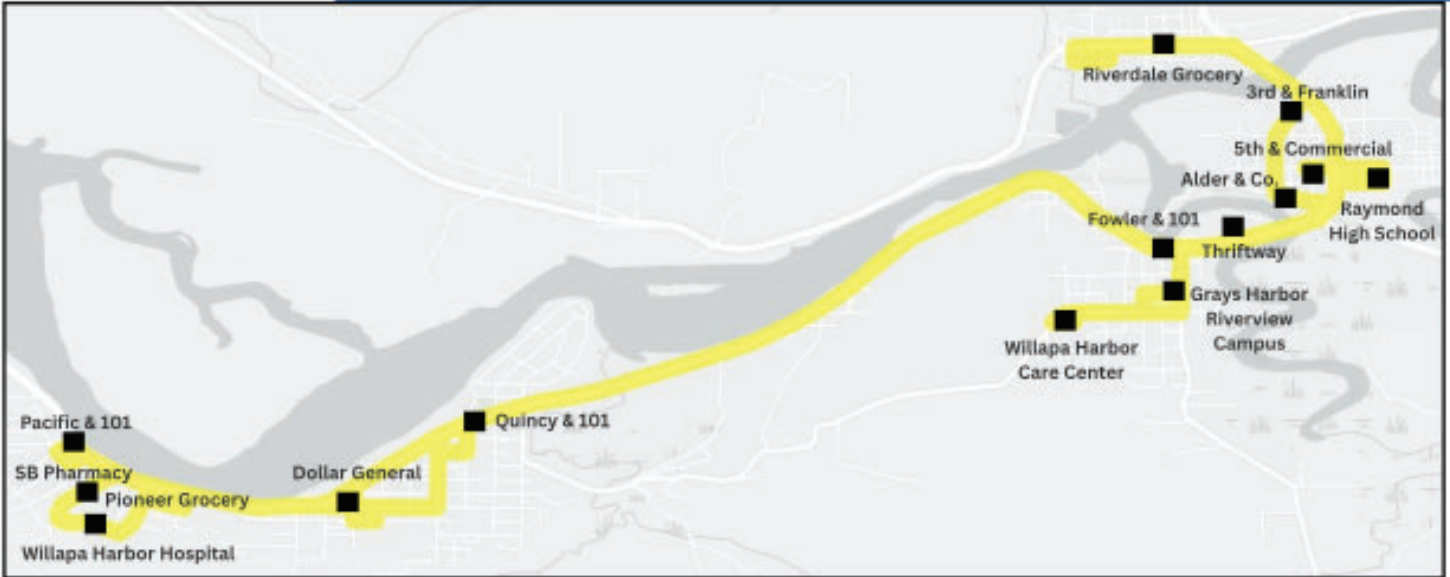 Riverdale Grocery
3rd & Franklin
5th & Commercial
Alder & Co.
Raymond
High School
Fowler & 101
Thriftway
Grays Harbor
Riverview
Campus
Willapa Harbor
Care Center
Quincy & 101
Pacific & 101
SB Pharmacy
Dollar General
Pioneer Grocery
Willapa Harbor Hospital